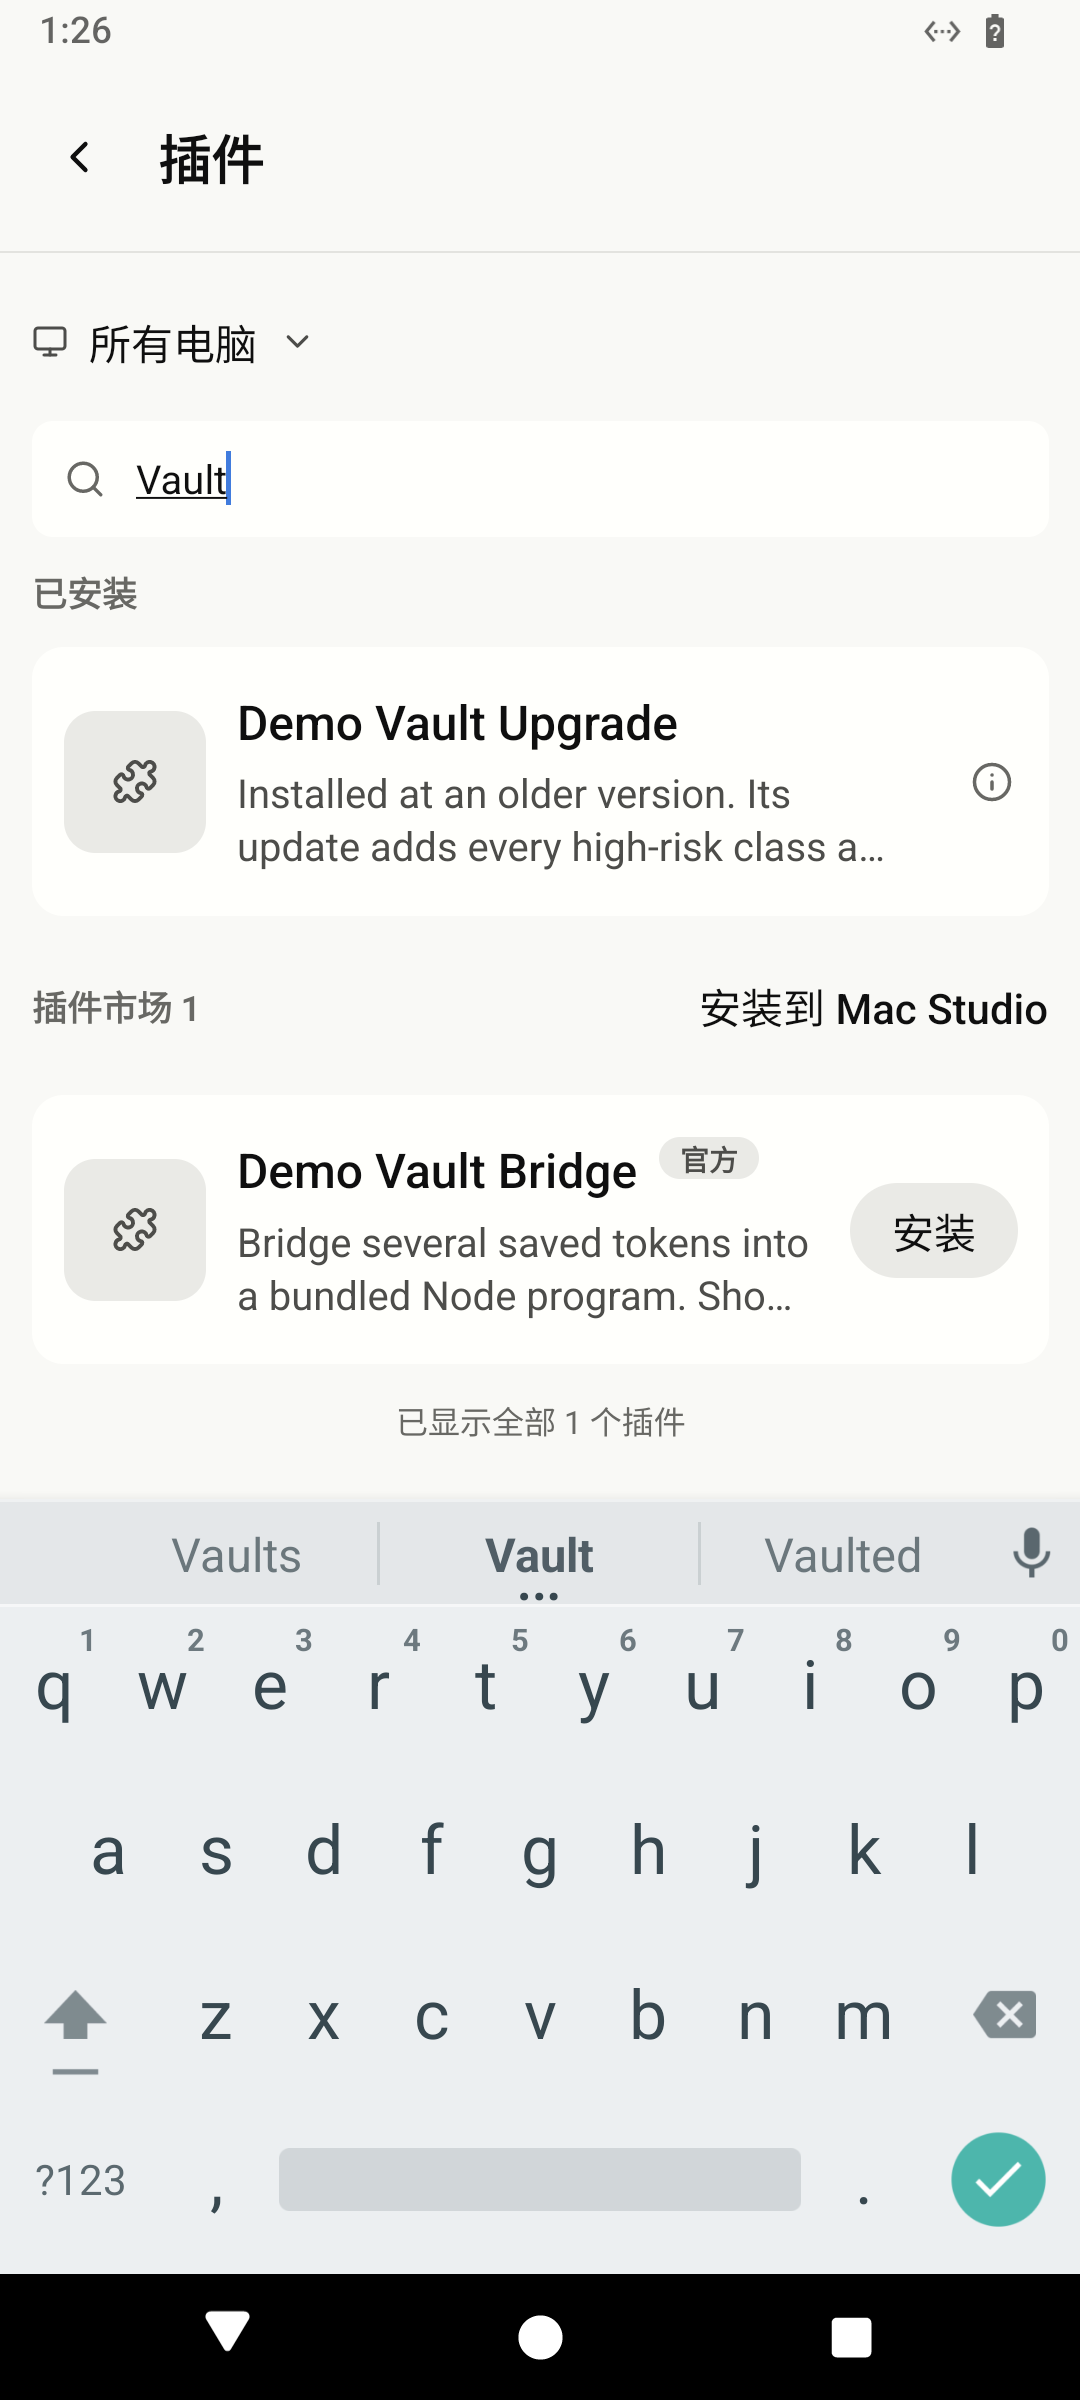 1:26
插件
所有电脑
Vault
已安装
Demo Vault Upgrade
Installed at an older version. Its
update adds every high-risk class a…
插件市场 1
安装到 Mac Studio
Demo Vault Bridge
官方
Bridge several saved tokens into
a bundled Node program. Sho…
安装
已显示全部 1 个插件
Vaults
Vault
Vaulted
1 2 3 4 5 6 7 8 9 0
q w e r t y u i o p
a s d f g h j k l
z x c v b n m
?123 , .